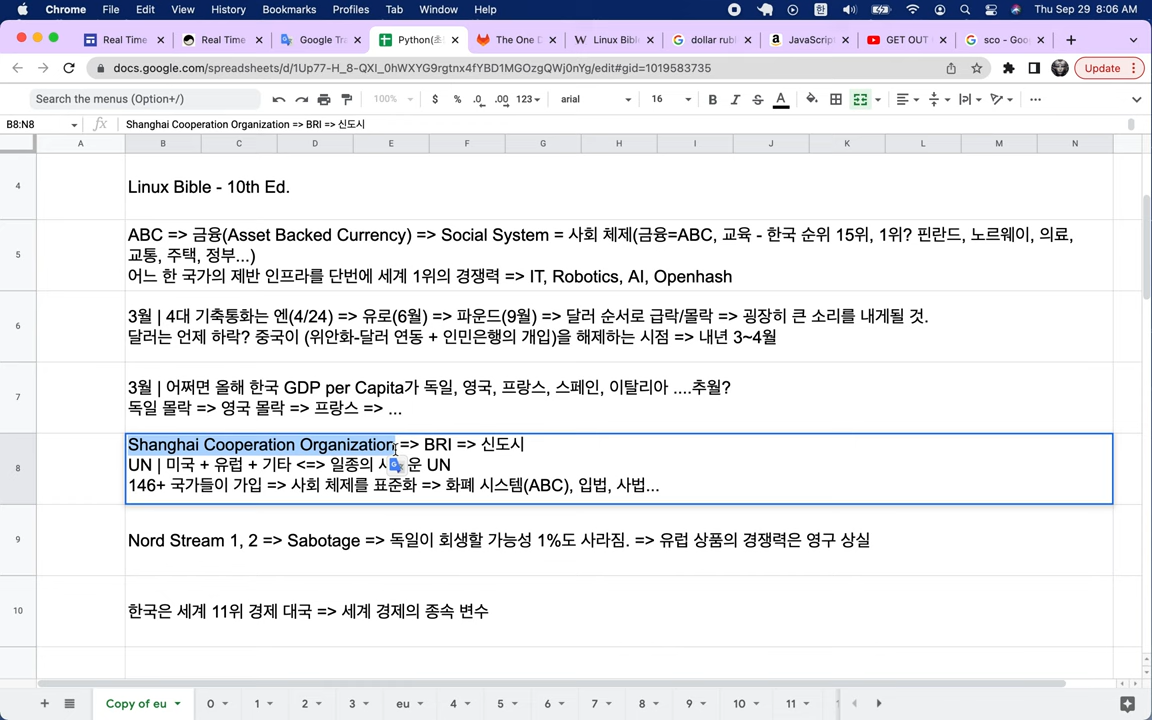 Chrome File Edit View History Bookmarks Profiles Tab Window Help 한 Thu Sep 29 8:06 AM
Real Time Real Time Google Tra Python(초 The One D Linux Bible dollar rubl JavaScrip GET OUT sco - Goo
docs.google.com/spreadsheets/d/1Up77-H_8-QXI_0hWXYG9rgtnx4fYBD1MGOzgQWj0nYg/edit#gid=1019583735 Update
Search the menus (Option+/) 100% $ % .0 .00 123 arial 16 B I S A
B8:N8 fx Shanghai Cooperation Organization => BRI => 신도시
A B C D E F G H I J K L M N
4 Linux Bible - 10th Ed.
ABC => 금융(Asset Backed Currency) => Social System = 사회 체제(금융=ABC, 교육 - 한국 순위 15위, 1위? 핀란드, 노르웨이, 의료,
5 교통, 주택, 정부...)
어느 한 국가의 제반 인프라를 단번에 세계 1위의 경쟁력 => IT, Robotics, AI, Openhash
3월 | 4대 기축통화는 엔(4/24) => 유로(6월) => 파운드(9월) => 달러 순서로 급락/몰락 => 굉장히 큰 소리를 내게될 것.
6 달러는 언제 하락? 중국이 (위안화-달러 연동 + 인민은행의 개입)을 해제하는 시점 => 내년 3~4월
3월 | 어쩌면 올해 한국 GDP per Capita가 독일, 영국, 프랑스, 스페인, 이탈리아 ....추월?
7 독일 몰락 => 영국 몰락 => 프랑스 => ...
Shanghai Cooperation Organization => BRI => 신도시
8 UN | 미국 + 유럽 + 기타 <=> 일종의 운 UN
146+ 국가들이 가입 => 사회 체제를 표준화 => 화폐 시스템(ABC), 입법, 사법...
9 Nord Stream 1, 2 => Sabotage => 독일이 회생할 가능성 1%도 사라짐. => 유럽 상품의 경쟁력은 영구 상실
10 한국은 세계 11위 경제 대국 => 세계 경제의 종속 변수
Copy of eu 0 1 2 3 eu 4 5 6 7 8 9 10 11